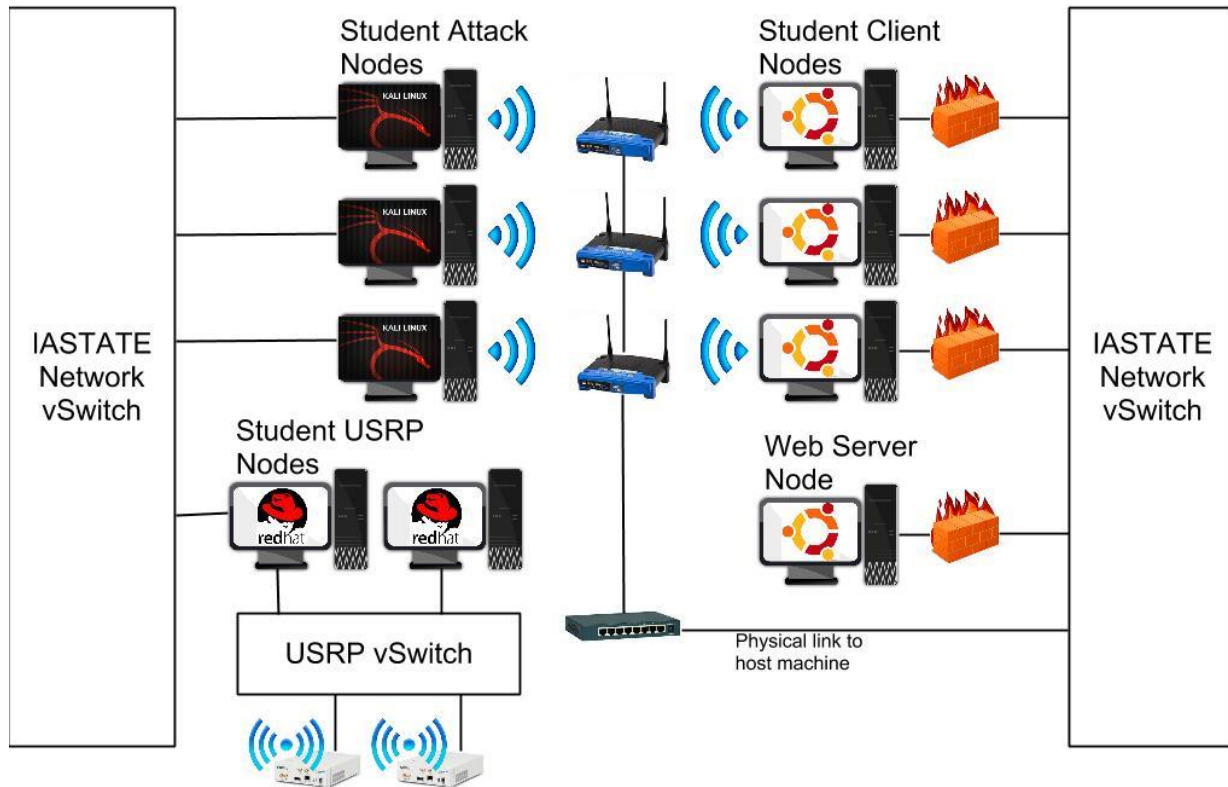 Student Attack
Nodes
Student Client
Nodes
KALI LINUX
KALI LINUX
KALI LINUX
IASTATE
Network
vSwitch
IASTATE
Network
vSwitch
Student USRP
Nodes
redhat
redhat
Web Server
Node
USRP vSwitch
Physical link to
host machine